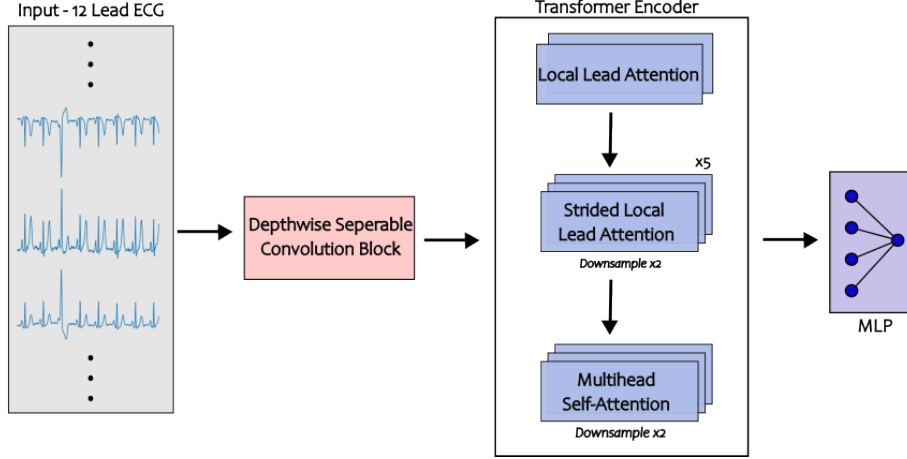 Input - 12 Lead ECG
Depthwise Seperable
Convolution Block
Transformer Encoder
Local Lead Attention
x5
Strided Local
Lead Attention
Downsample x2
Multihead
Self-Attention
Downsample x2
MLP